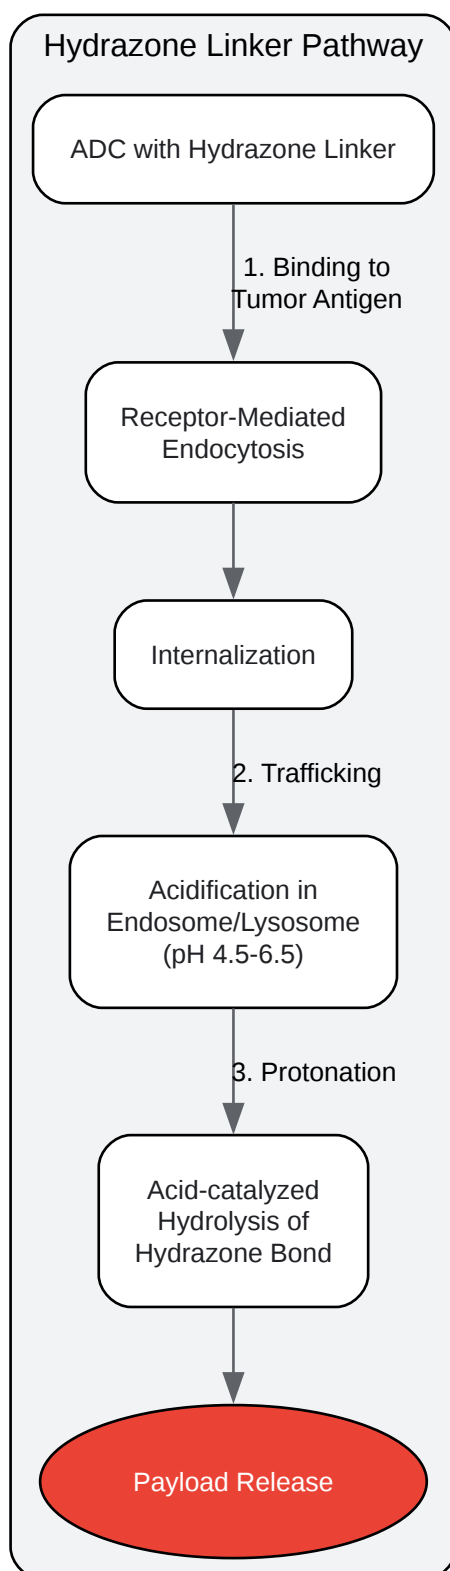 Hydrazone Linker Pathway
ADC with Hydrazone Linker
1. Binding to
Tumor Antigen
Receptor-Mediated
Endocytosis
Internalization
2. Trafficking
Acidification in
Endosome/Lysosome
(pH 4.5-6.5)
3. Protonation
Acid-catalyzed
Hydrolysis of
Hydrazone Bond
Payload Release